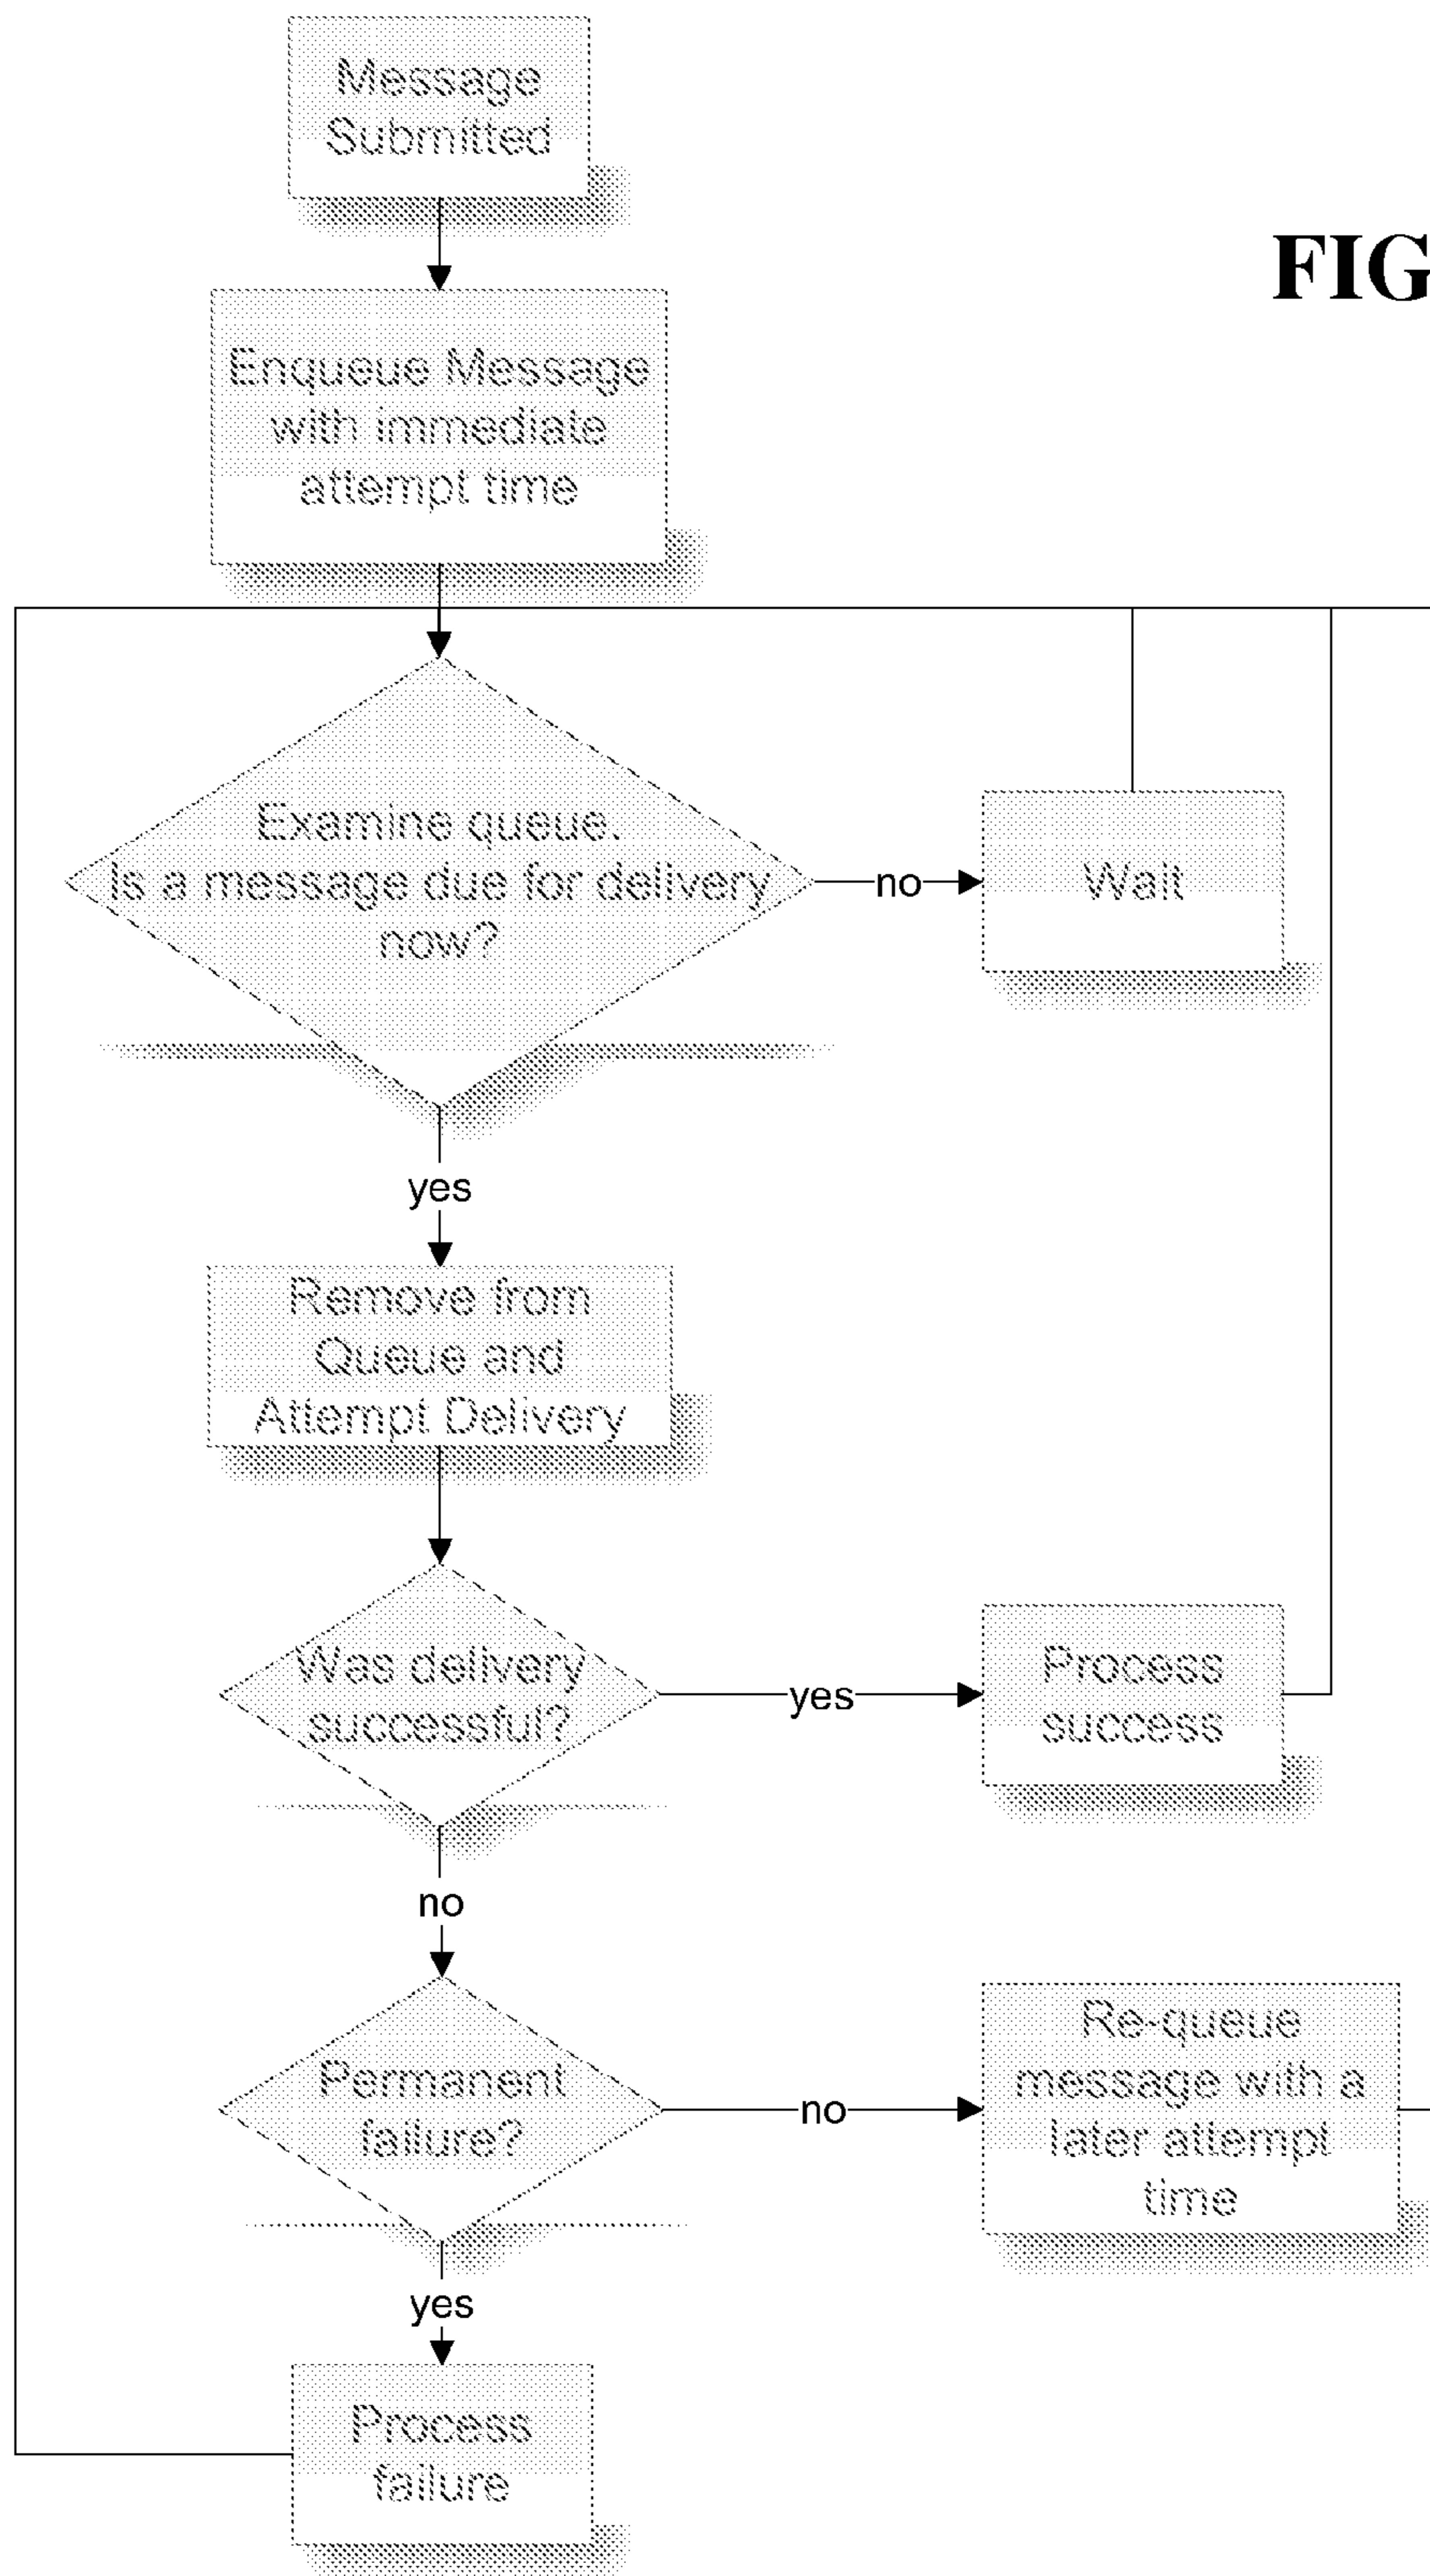 Message
Submitted
FIG
Enqueue Message
with immediate
attempt time
Examine queue.
Is a message due for delivery
now?
no
Wait
yes
Remove from
Queue and
Attempt Delivery
Was delivery
successful?
yes
Process
success
no
Permanent
failure?
no
Re-queue
message with a
later attempt
time
yes
Process
failure